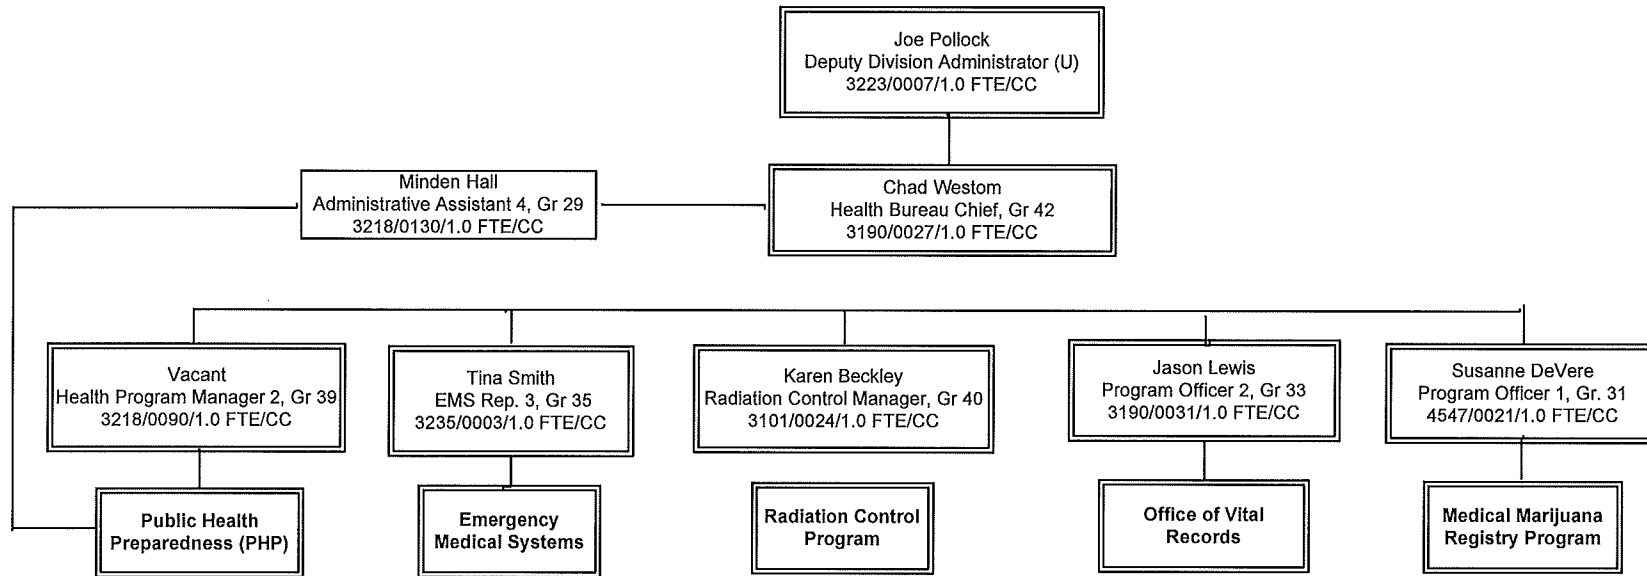 Joe Pollock
Deputy Division Administrator (U)
3223/0007/1.0 FTE/CC
Minden Hall
Administrative Assistant 4, Gr 29
3218/0130/1.0 FTE/CC
Chad Westom
Health Bureau Chief, Gr 42
3190/0027/1.0 FTE/CC
Vacant
Health Program Manager 2, Gr 39
3218/0090/1.0 FTE/CC
Tina Smith
EMS Rep. 3, Gr 35
3235/0003/1.0 FTE/CC
Karen Beckley
Radiation Control Manager, Gr 40
3101/0024/1.0 FTE/CC
Jason Lewis
Program Officer 2, Gr 33
3190/0031/1.0 FTE/CC
Susanne DeVere
Program Officer 1, Gr. 31
4547/0021/1.0 FTE/CC
Public Health
Preparedness (PHP)
Emergency
Medical Systems
Radiation Control
Program
Office of Vital
Records
Medical Marijuana
Registry Program